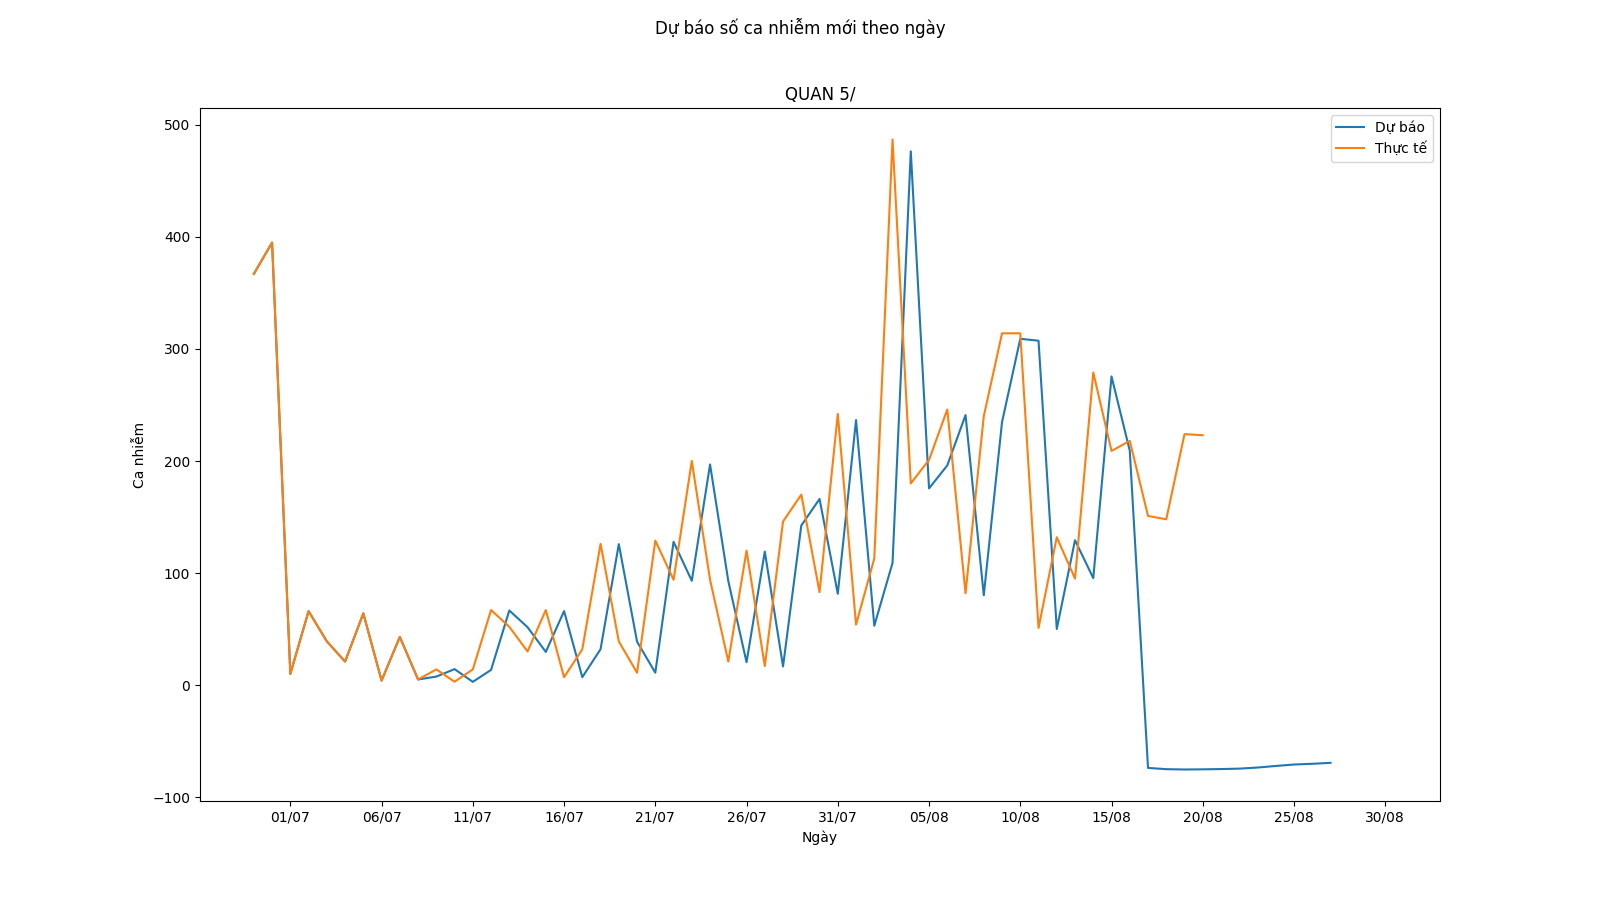 Dự báo số ca nhiễm mới theo ngày
QUAN 5/
Dự báo
Thực tế
500
400
300
200
100
0
−100
Ca nhiễm
01/07 06/07 11/07 16/07 21/07 26/07 31/07 05/08 10/08 15/08 20/08 25/08 30/08
Ngày